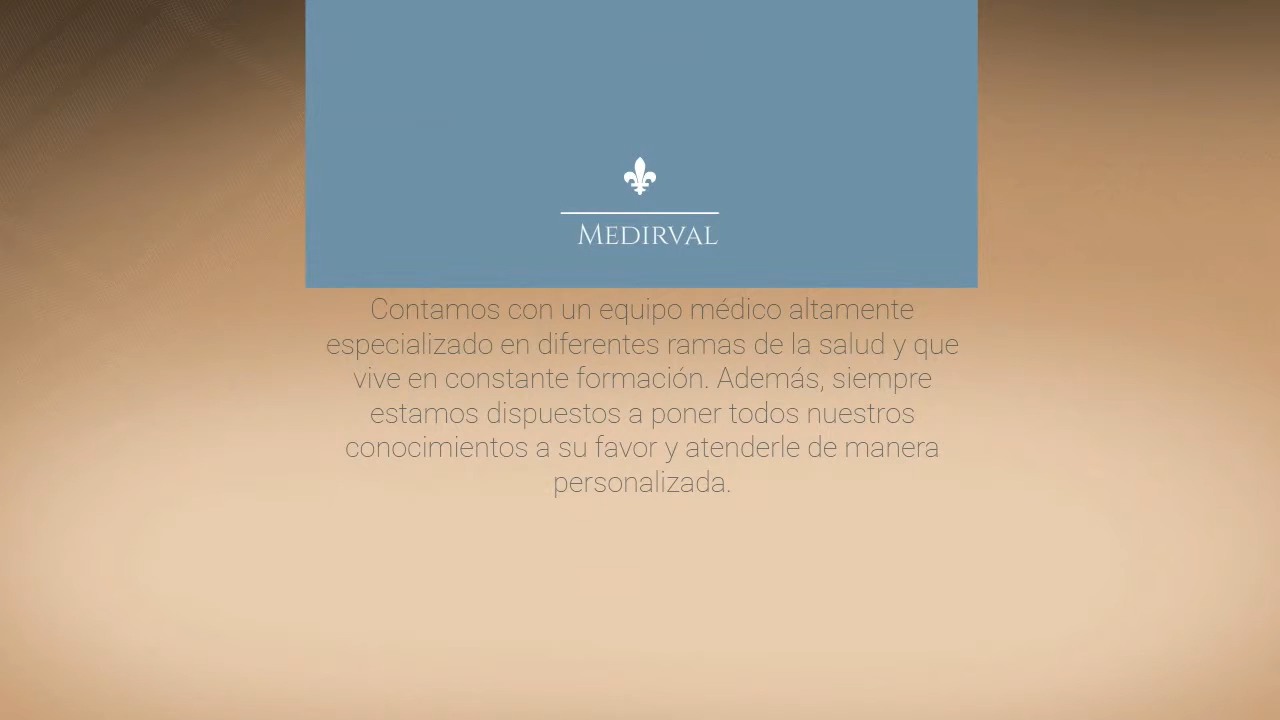 Medirval
Contamos con un equipo médico altamente
especializado en diferentes ramas de la salud y que
vive en constante formación. Además, siempre
estamos dispuestos a poner todos nuestros
conocimientos a su favor y atenderle de manera
personalizada.